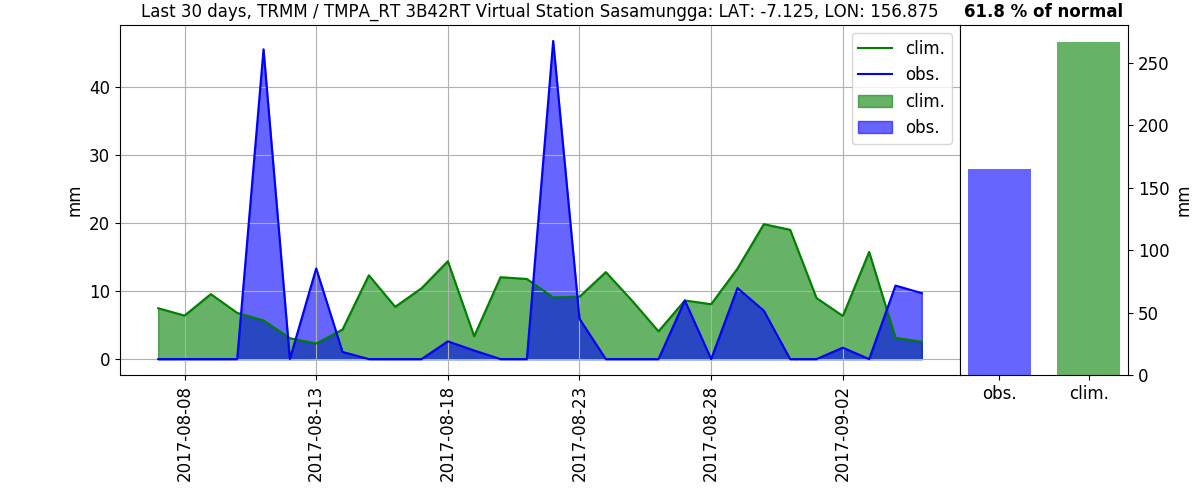 Last 30 days, TRMM / TMPA_RT 3B42RT Virtual Station Sasamungga: LAT: -7.125, LON: 156.875
61.8 % of normal
clim.
obs.
clim.
obs.
40
30
20
10
0
mm
2017-08-08
2017-08-13
2017-08-18
2017-08-23
2017-08-28
2017-09-02
250
200
150
100
50
0
mm
obs.
clim.